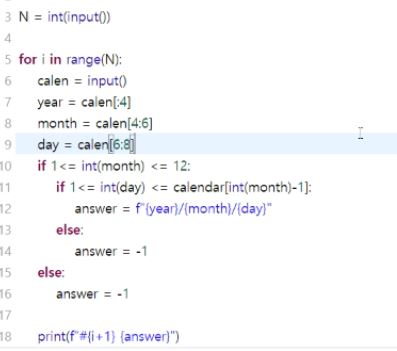 3 N = int(input())
4
5 for i in range(N):
6 calen = input()
7 year = calen[:4]
8 month = calen[4:6]
9 day = calen[6:8]
10 if 1<= int(month) <= 12:
11 if 1<= int(day) <= calendar[int(month)-1]:
12 answer = f"{year}/{month}/{day}"
13 else:
14 answer = -1
15 else:
16 answer = -1
17
18 print(f"#{i+1} {answer}")